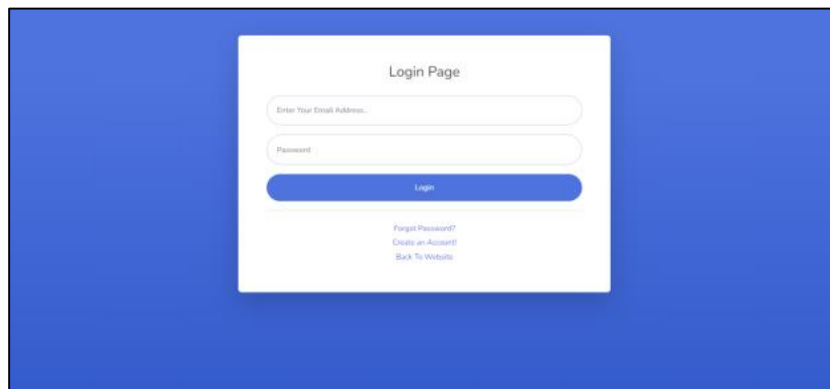 Login Page
Enter Your Email Address...
Password
Login
Forgot Password?
Create an Account!
Back To Website